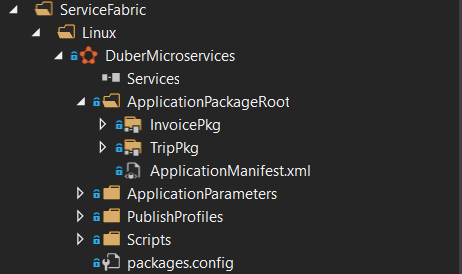 ServiceFabric
Linux
DuberMicroservices
Services
ApplicationPackageRoot
InvoicePkg
TripPkg
ApplicationManifest.xml
ApplicationParameters
PublishProfiles
Scripts
packages.config